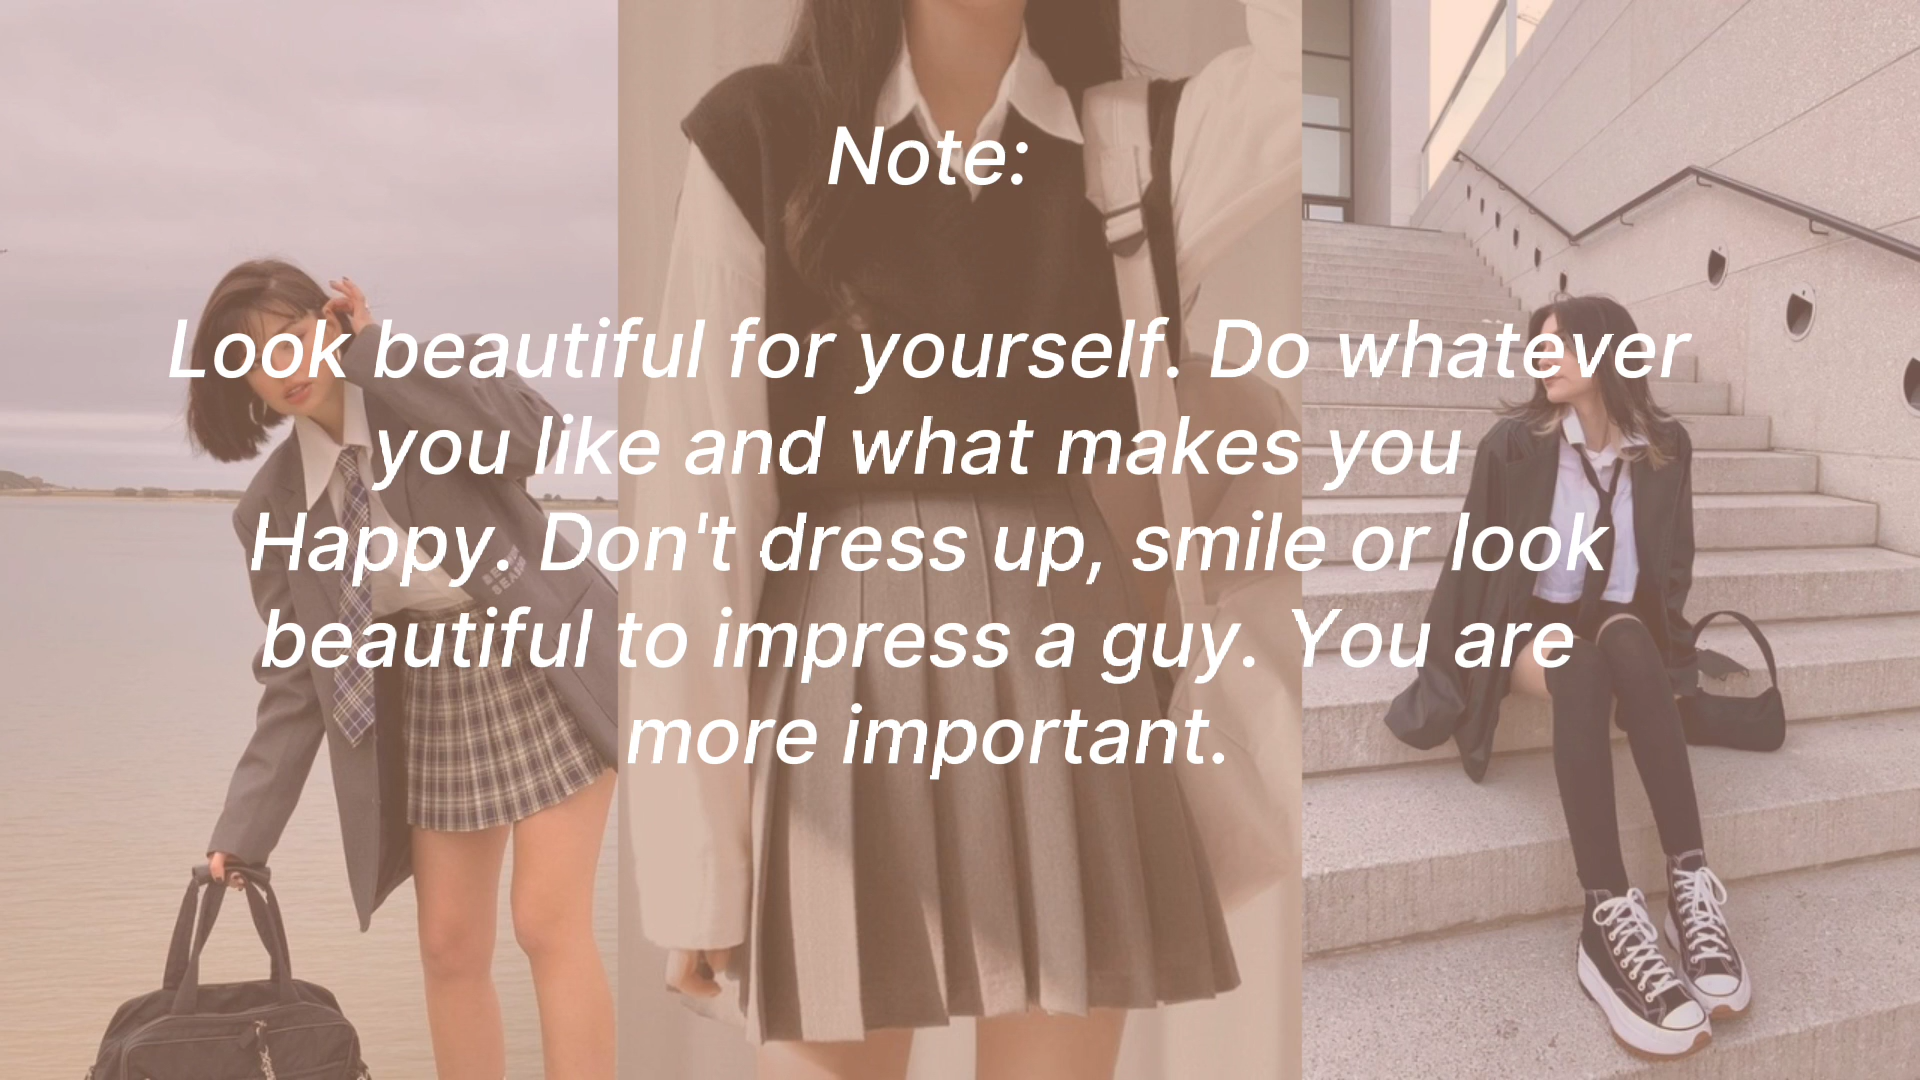 Note:
Look beautiful for yourself. Do whatever
you like and what makes you
Happy. Don't dress up, smile or look
beautiful to impress a guy. You are
more important.